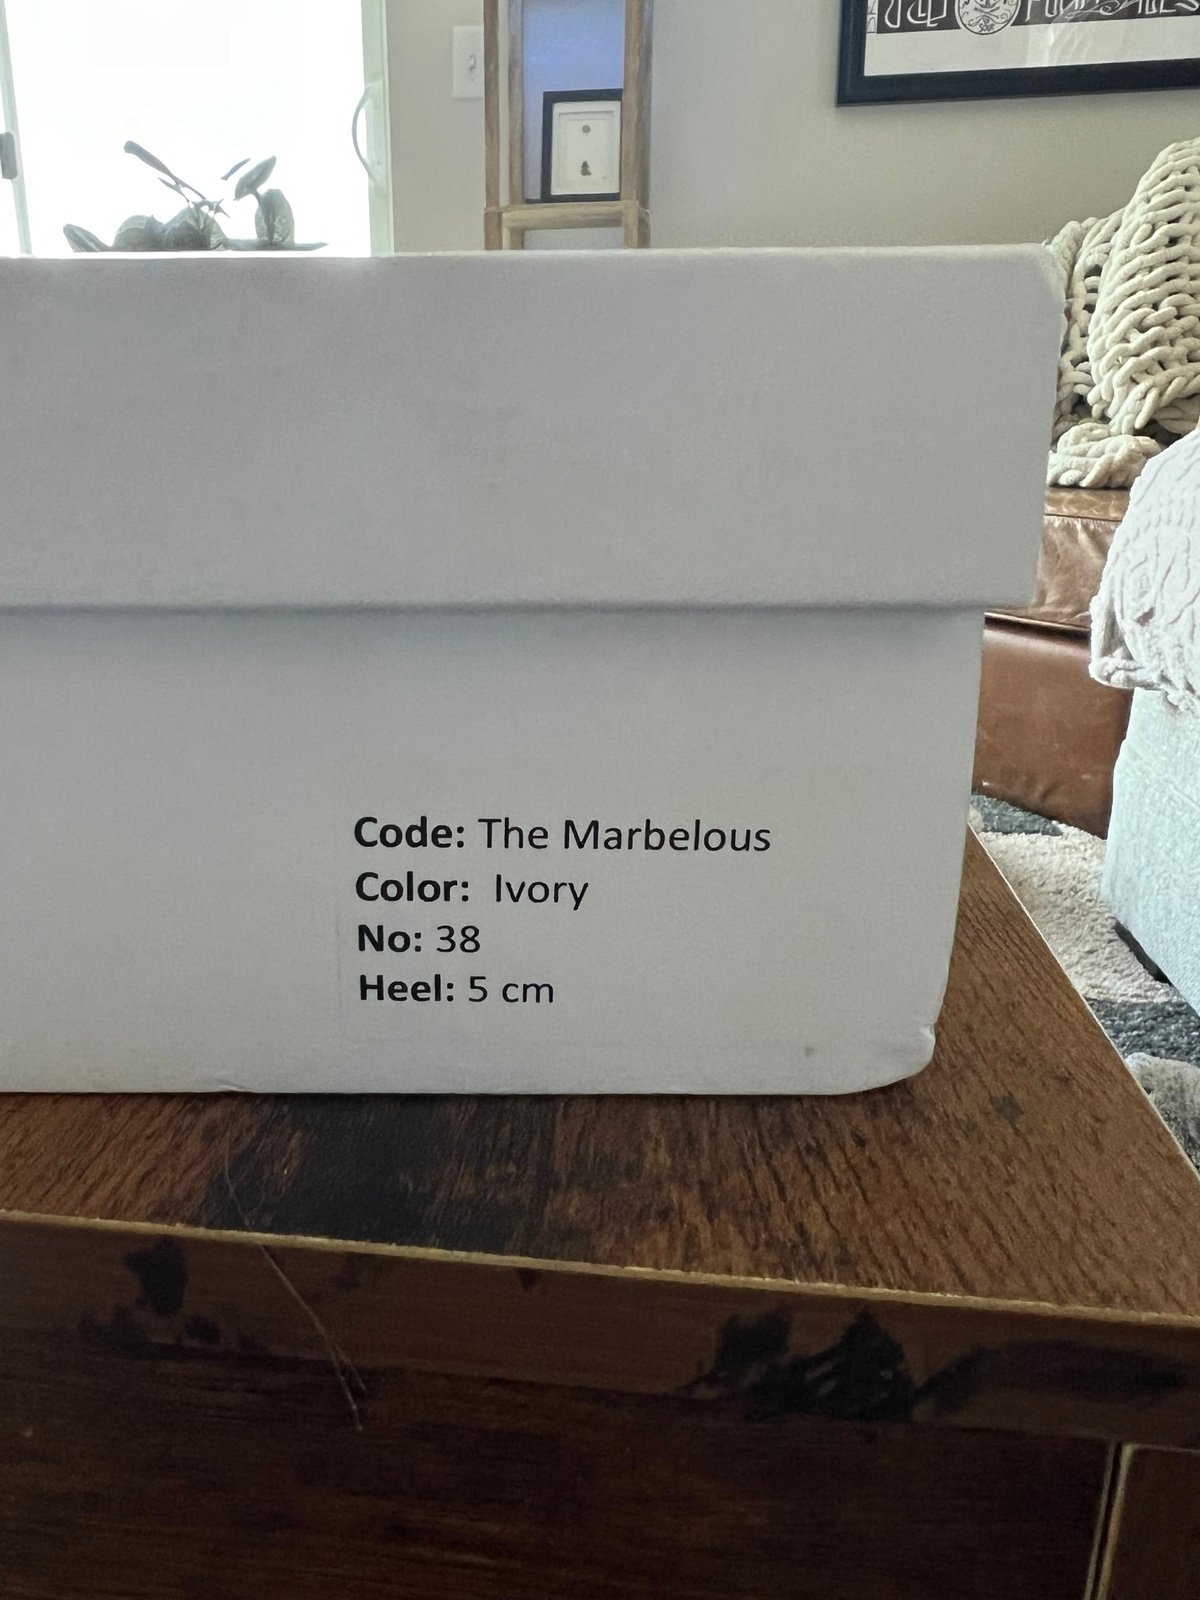 Code: The Marbelous
Color: Ivory
No: 38
Heel: 5 cm